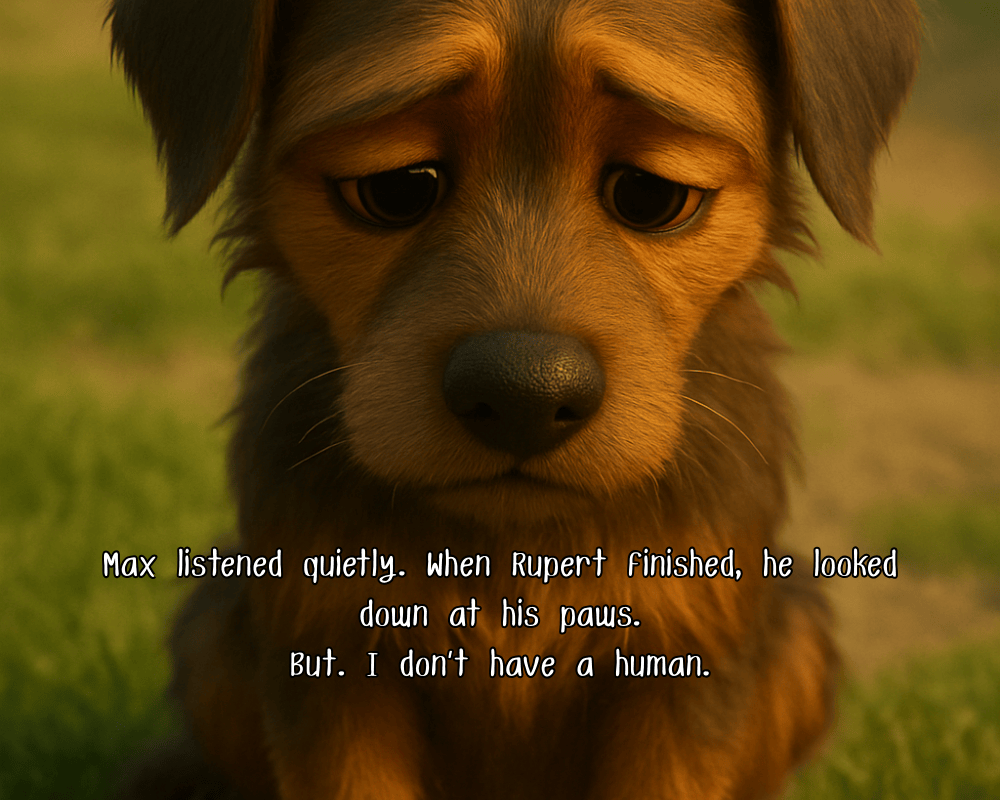 Max listened quietly. When Rupert finished, he looked
down at his paws.
But. I don't have a human.